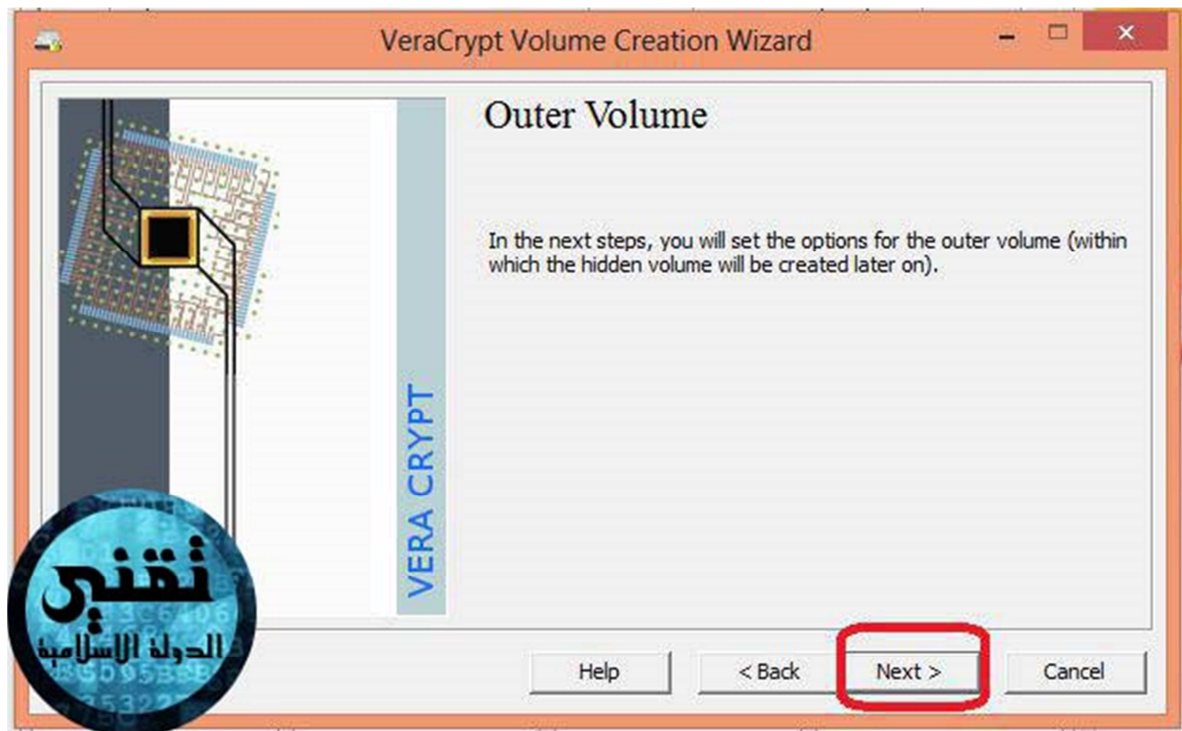 VeraCrypt Volume Creation Wizard
Outer Volume
In the next steps, you will set the options for the outer volume (within
which the hidden volume will be created later on).
VERA CRYPT
تقني
الدولة الاسلامية
Help
< Back
Next >
Cancel